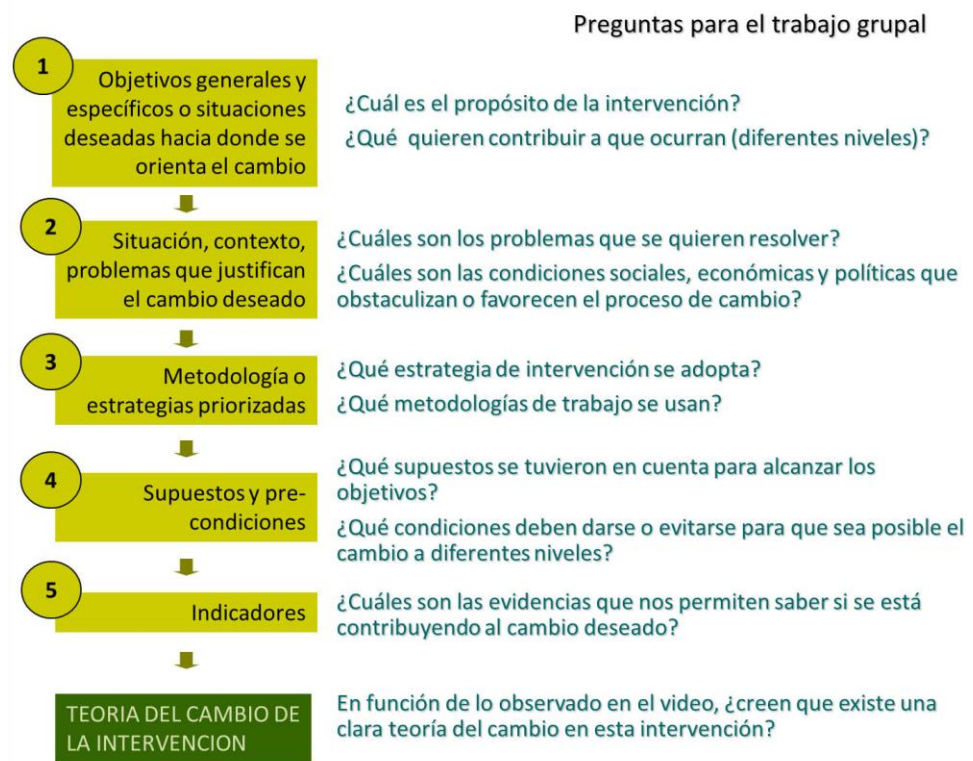 Preguntas para el trabajo grupal
1
Objetivos generales y
específicos o situaciones
deseadas hacia donde se
orienta el cambio
¿Cuál es el propósito de la intervención?
¿Qué quieren contribuir a que ocurran (diferentes niveles)?
2
Situación, contexto,
problemas que justifican
el cambio deseado
¿Cuáles son los problemas que se quieren resolver?
¿Cuáles son las condiciones sociales, económicas y políticas que
obstaculizan o favorecen el proceso de cambio?
3
Metodología o
estrategias priorizadas
¿Qué estrategia de intervención se adopta?
¿Qué metodologías de trabajo se usan?
4
Supuestos y pre-
condiciones
¿Qué supuestos se tuvieron en cuenta para alcanzar los
objetivos?
¿Qué condiciones deben darse o evitarse para que sea posible el
cambio a diferentes niveles?
5
Indicadores
¿Cuáles son las evidencias que nos permiten saber si se está
contribuyendo al cambio deseado?
TEORIA DEL CAMBIO DE
LA INTERVENCION
En función de lo observado en el video, ¿creen que existe una
clara teoría del cambio en esta intervención?